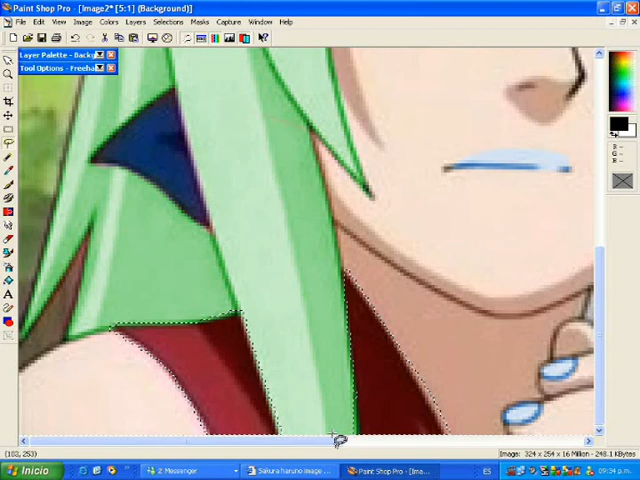 Paint Shop Pro - [Image2* [5:1] (Background)]
File Edit View Image Colors Layers Selections Masks Capture Window Help
Layer Palette - Backg
Tool Options - Freeha
R --
G --
B --
(183, 253)
Image: 324 x 254 x 16 Million - 248.1 KBytes
Inicio
2 Messenger
Sakura haruno image ...
Paint Shop Pro - [Ima...
ES
09:34 p.m.